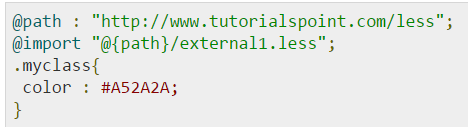 @path : "http://www.tutorialspoint.com/less";
@import "@{path}/external1.less";
.myclass{
 color : #A52A2A;
}